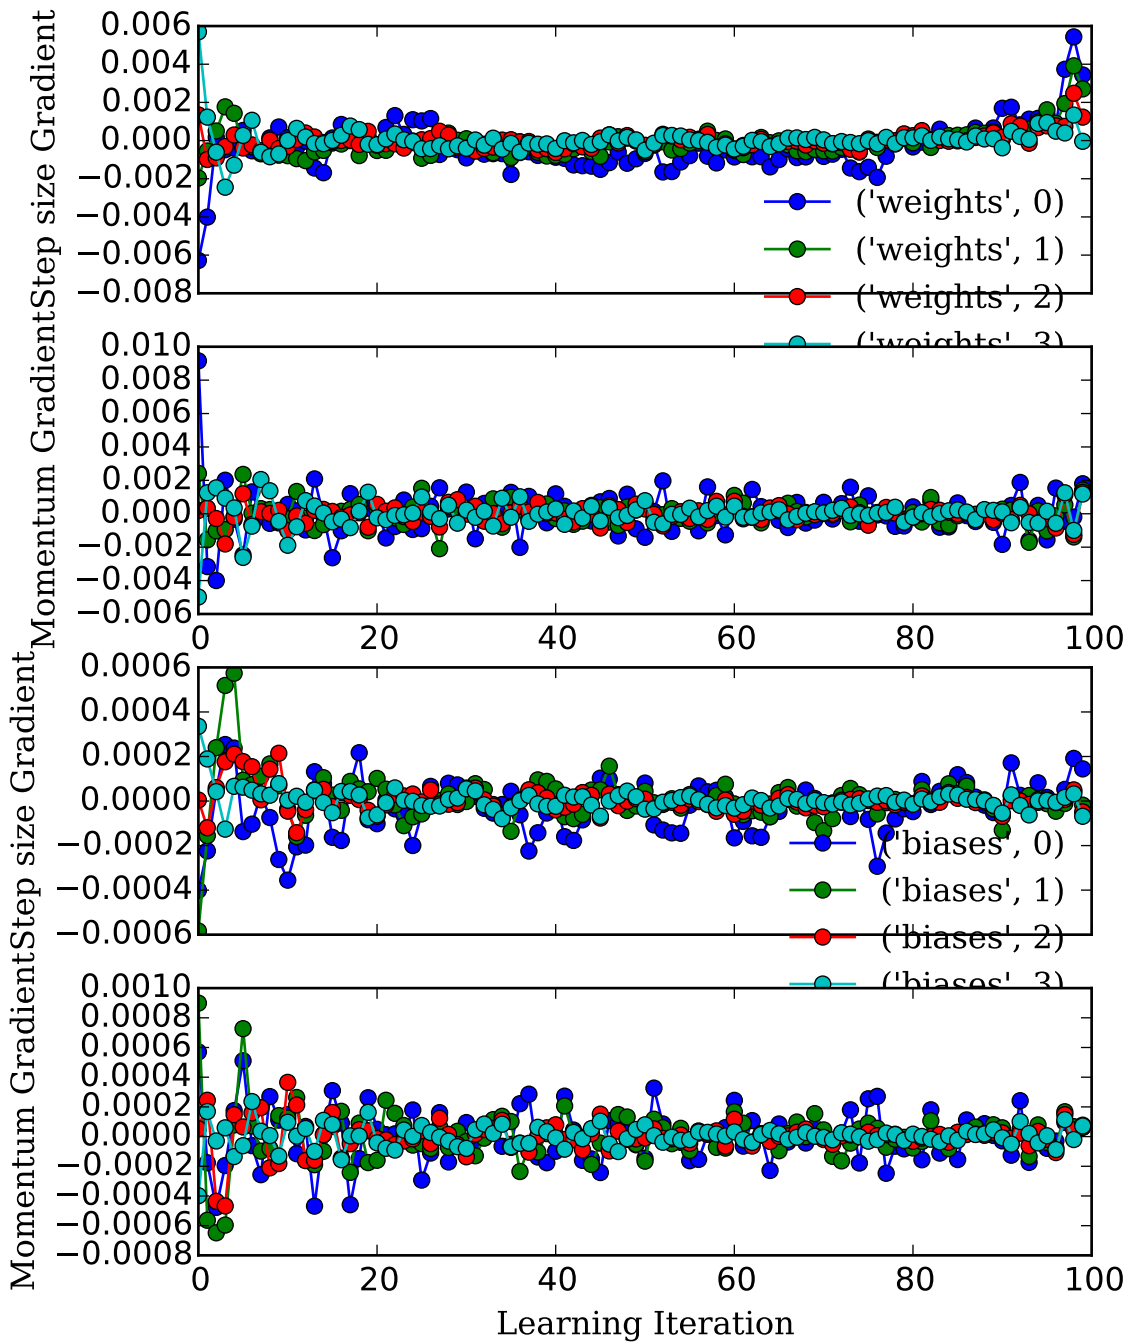 0.006
0.004
0.002
0.000
−0.002
−0.004
−0.006
−0.008
Step size Gradient
('weights', 0)
('weights', 1)
('weights', 2)
('weights', 3)
0.010
0.008
0.006
0.004
0.002
0.000
−0.002
−0.004
−0.006
Momentum Gradient
0 20 40 60 80 100
0.0006
0.0004
0.0002
0.0000
−0.0002
−0.0004
−0.0006
Step size Gradient
('biases', 0)
('biases', 1)
('biases', 2)
('biases', 3)
0.0010
0.0008
0.0006
0.0004
0.0002
0.0000
−0.0002
−0.0004
−0.0006
−0.0008
Momentum Gradient
0 20 40 60 80 100
Learning Iteration